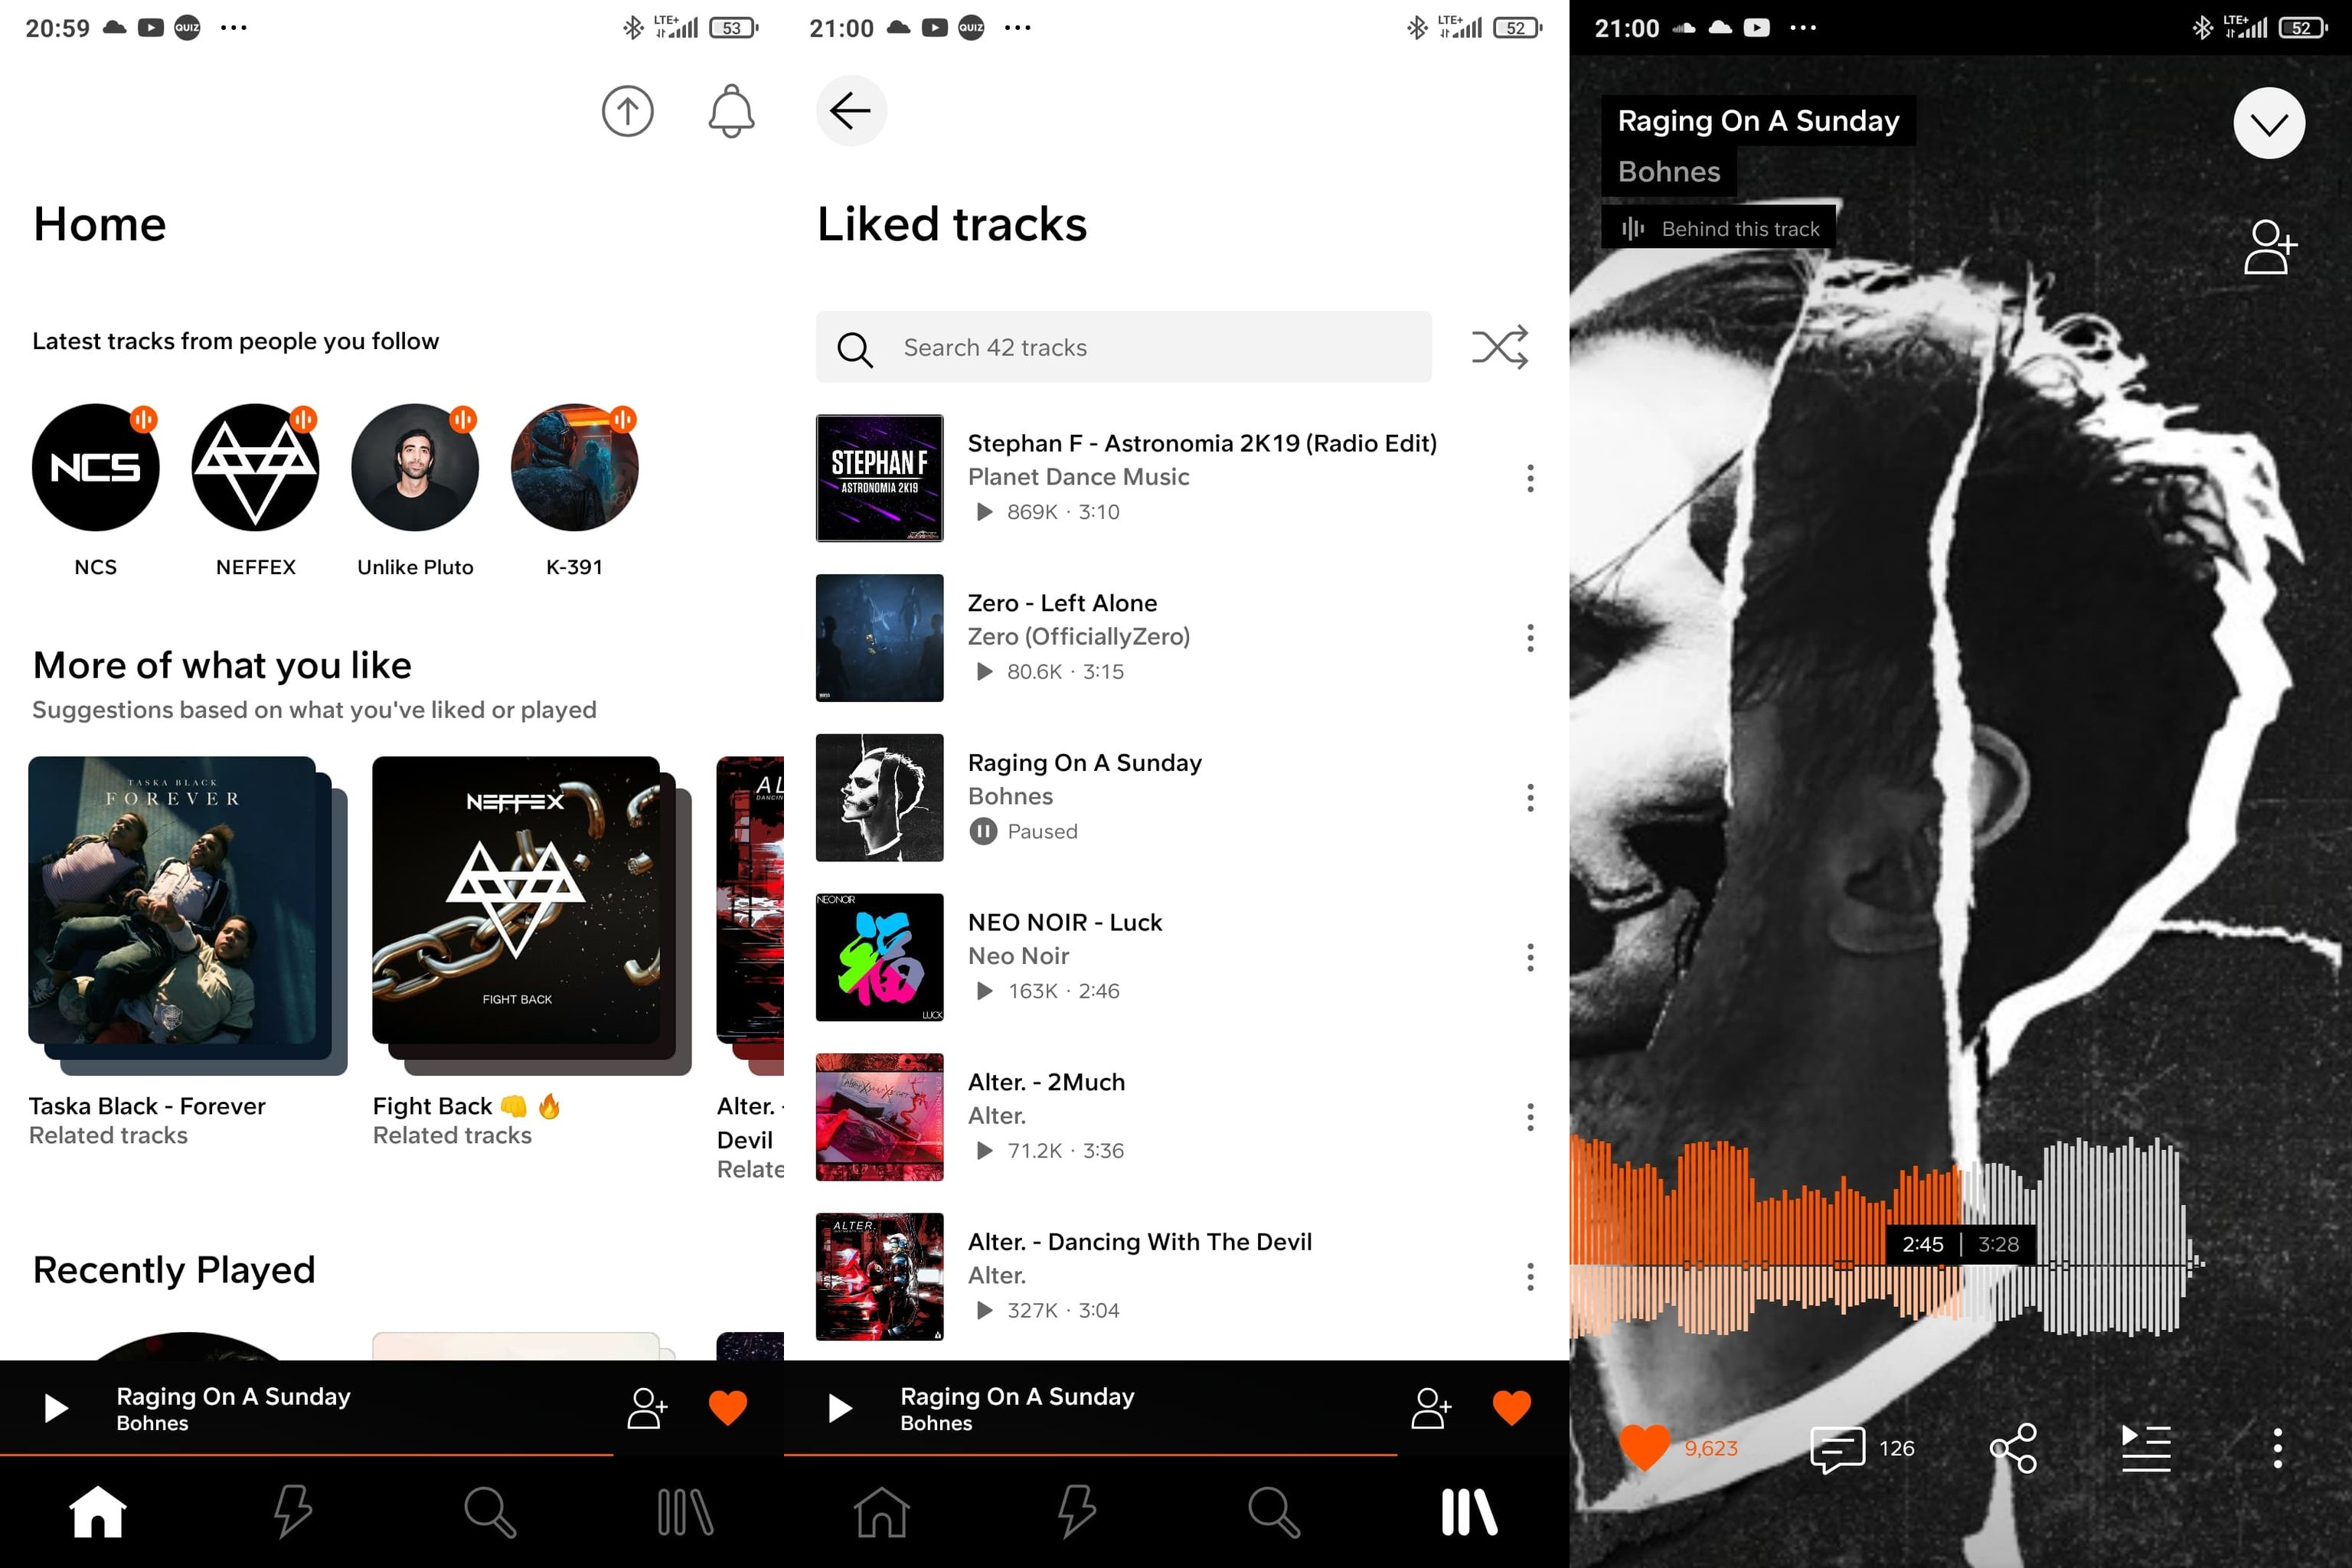 20:59
QUIZ
LTE+
53
Home
Latest tracks from people you follow
NCS
NCS
NEFFEX
Unlike Pluto
K-391
More of what you like
Suggestions based on what you've liked or played
TASKA BLACK
FOREVER
NEFFEX
FIGHT BACK
AL
DANCIN
Taska Black - Forever
Related tracks
Fight Back 👊 🔥
Related tracks
Alter. -
Devil
Relate
Recently Played
Raging On A Sunday
Bohnes
21:00
QUIZ
LTE+
52
Liked tracks
Search 42 tracks
STEPHAN F
ASTRONOMIA 2K19
Stephan F - Astronomia 2K19 (Radio Edit)
Planet Dance Music
869K · 3:10
Zero - Left Alone
Zero (OfficiallyZero)
80.6K · 3:15
Raging On A Sunday
Bohnes
Paused
NEONOIR
福
LUCK
NEO NOIR - Luck
Neo Noir
163K · 2:46
Alter. - 2Much
Alter.
71.2K · 3:36
ALTER.
Alter. - Dancing With The Devil
Alter.
327K · 3:04
Raging On A Sunday
Bohnes
21:00
LTE+
52
Raging On A Sunday
Bohnes
Behind this track
2:45 | 3:28
9,623
126